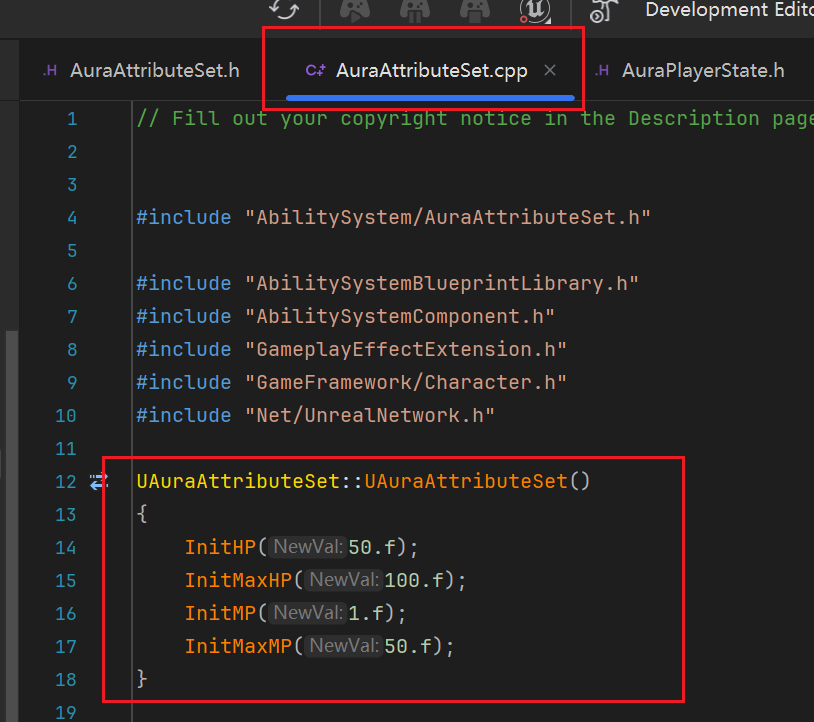 Development Edito
.H AuraAttributeSet.h
C++ AuraAttributeSet.cpp ×
.H AuraPlayerState.h
1 // Fill out your copyright notice in the Description page
2
3
4 #include "AbilitySystem/AuraAttributeSet.h"
5
6 #include "AbilitySystemBlueprintLibrary.h"
7 #include "AbilitySystemComponent.h"
8 #include "GameplayEffectExtension.h"
9 #include "GameFramework/Character.h"
10 #include "Net/UnrealNetwork.h"
11
12 UAuraAttributeSet::UAuraAttributeSet()
13 {
14 InitHP(NewVal:50.f);
15 InitMaxHP(NewVal:100.f);
16 InitMP(NewVal:1.f);
17 InitMaxMP(NewVal:50.f);
18 }
19